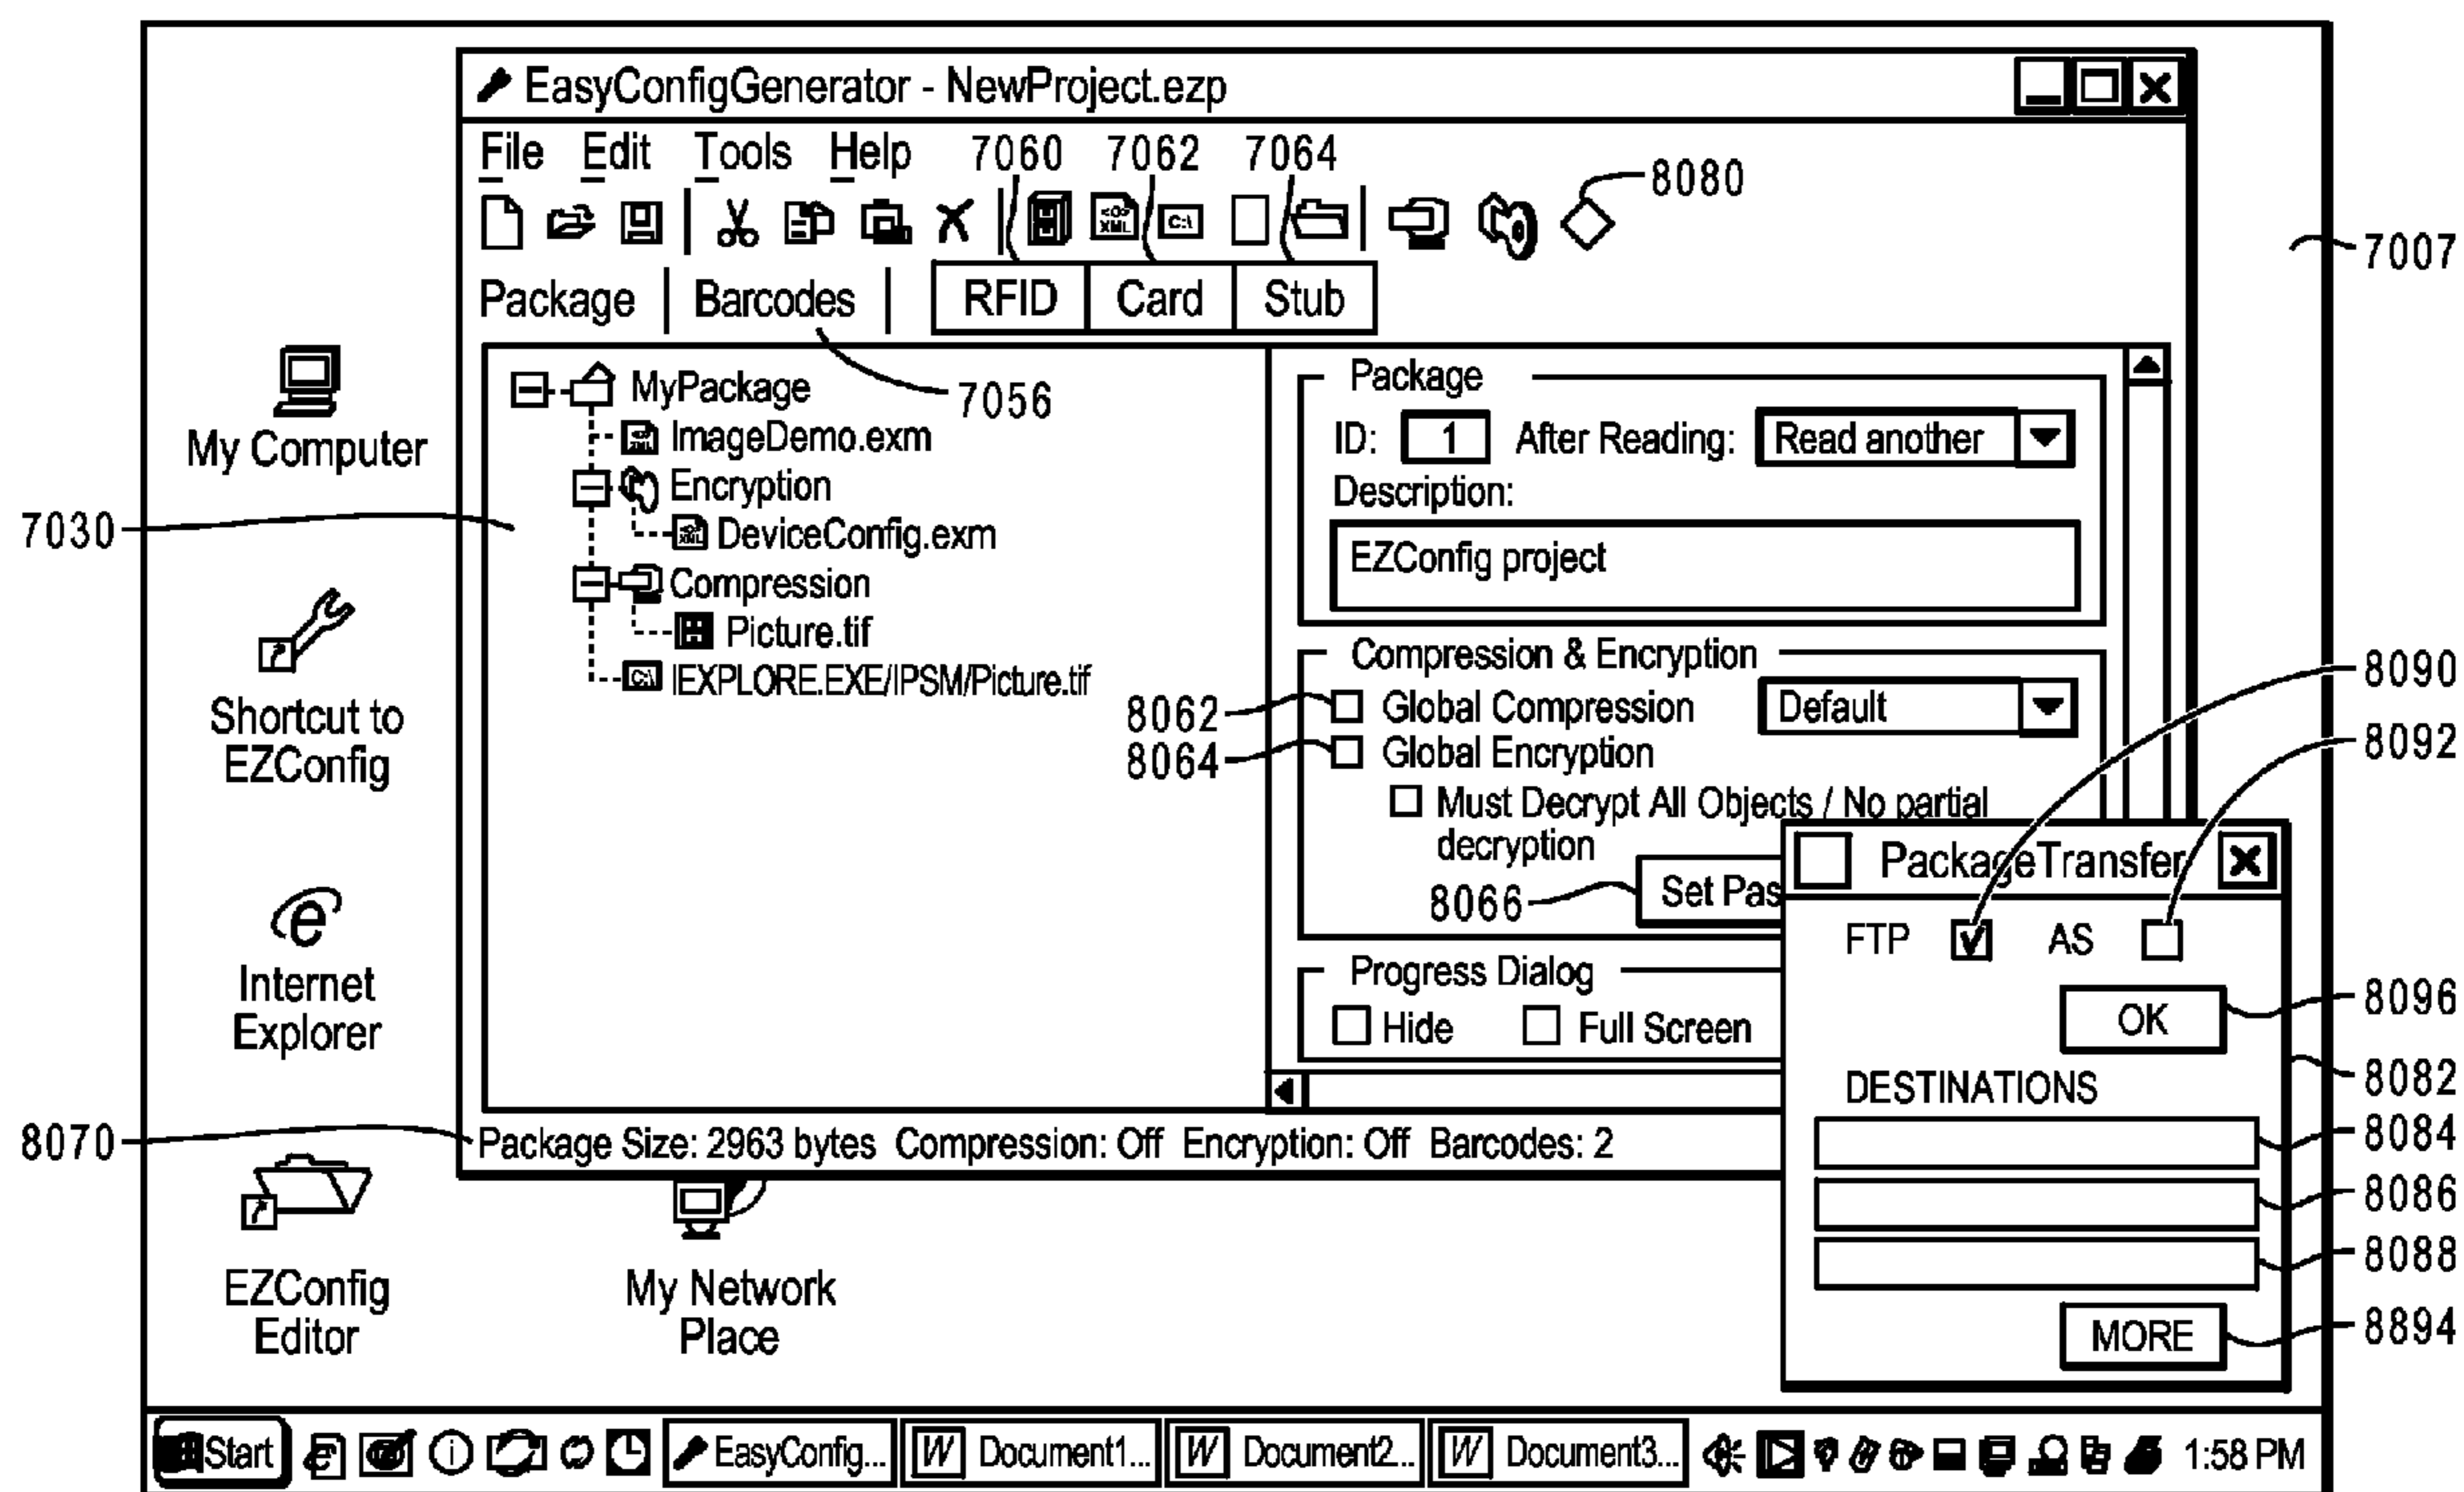 EasyConfigGenerator - NewProject.ezp
File Edit Tools Help 7060 7062 7064
8080
7007
Package | Barcodes | RFID Card Stub
7056
MyPackage
ImageDemo.exm
Encryption
DeviceConfig.exm
Compression
Picture.tif
IEXPLORE.EXE/IPSM/Picture.tif
7030
My Computer
Shortcut to
EZConfig
Internet
Explorer
EZConfig
Editor
My Network
Place
Package
ID: 1 After Reading: Read another
Description:
EZConfig project
Compression & Encryption
8062 Global Compression Default
8064 Global Encryption
Must Decrypt All Objects / No partial
decryption
8066 Set Pas
Progress Dialog
Hide Full Screen
8070
Package Size: 2963 bytes Compression: Off Encryption: Off Barcodes: 2
PackageTransfer
FTP AS
OK
DESTINATIONS
MORE
8090
8092
8096
8082
8084
8086
8088
8894
Start EasyConfig... W Document1... W Document2... W Document3... 1:58 PM